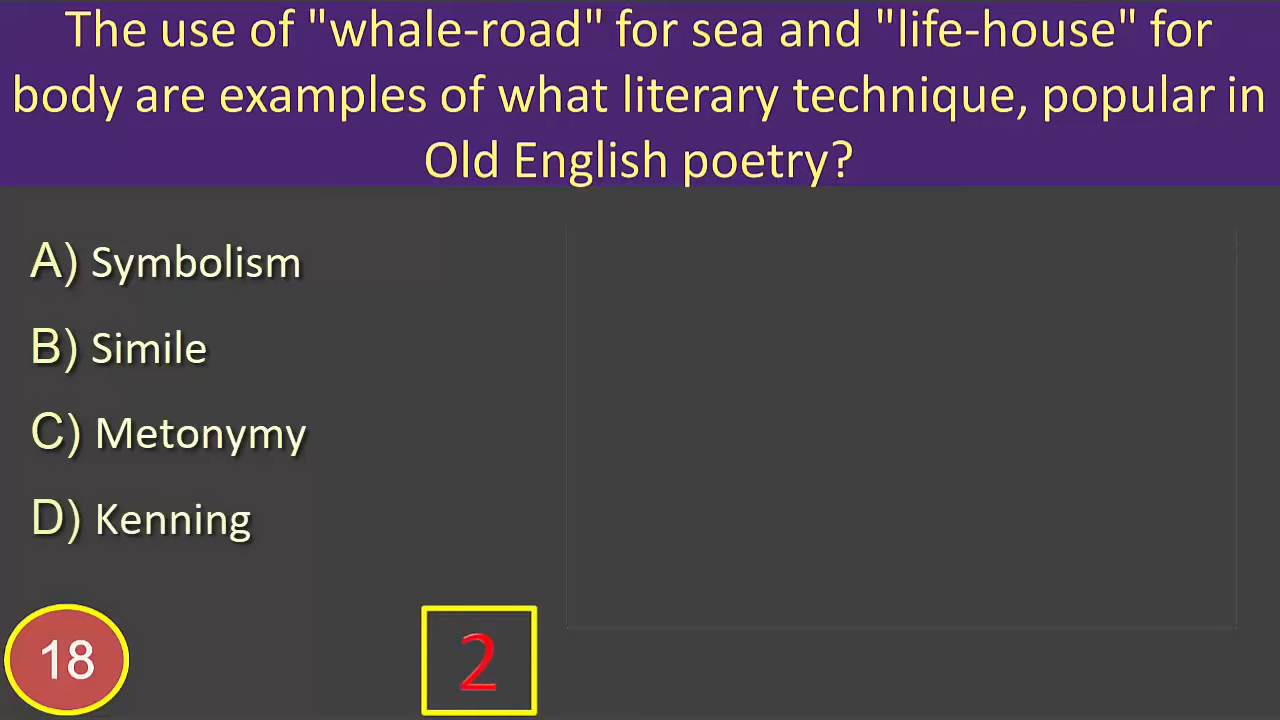 The use of "whale-road" for sea and "life-house" for
body are examples of what literary technique, popular in
Old English poetry?
A) Symbolism
B) Simile
C) Metonymy
D) Kenning
18
2